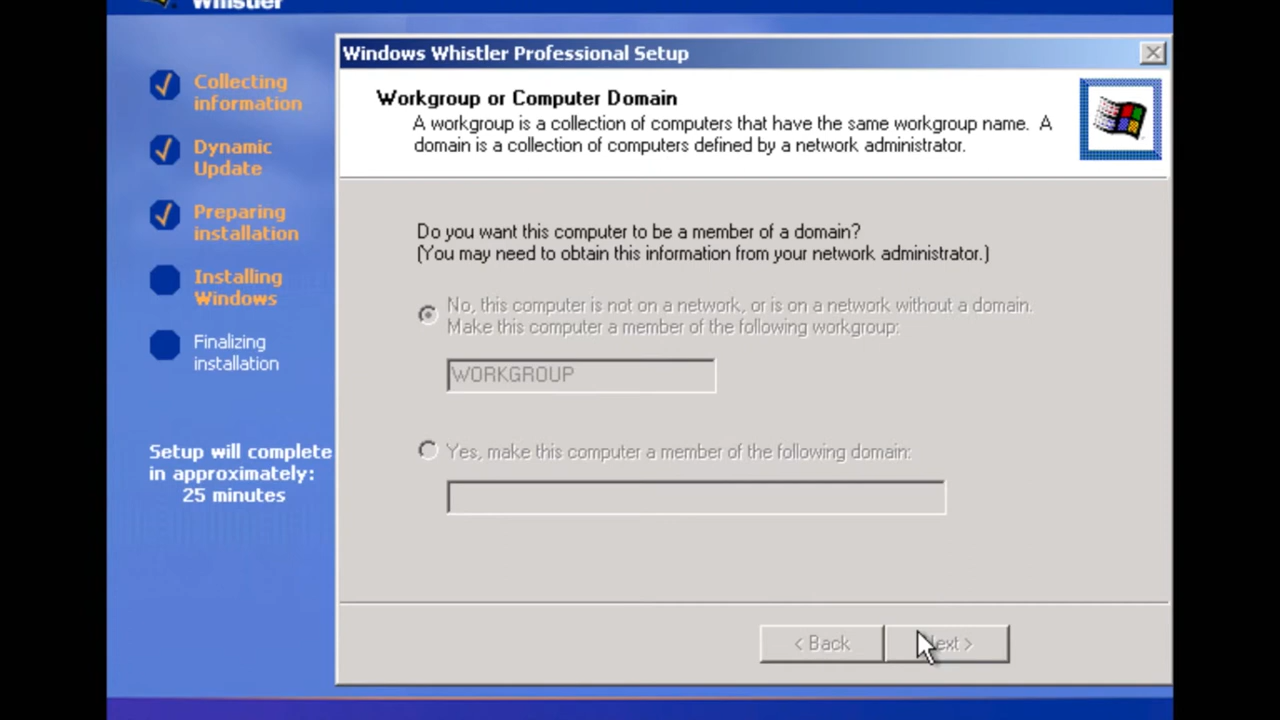 Whistler
Windows Whistler Professional Setup
Collecting
information
Dynamic
Update
Preparing
installation
Installing
Windows
Finalizing
installation
Setup will complete
in approximately:
25 minutes
Workgroup or Computer Domain
A workgroup is a collection of computers that have the same workgroup name. A
domain is a collection of computers defined by a network administrator.
Do you want this computer to be a member of a domain?
(You may need to obtain this information from your network administrator.)
No, this computer is not on a network, or is on a network without a domain.
Make this computer a member of the following workgroup:
WORKGROUP
Yes, make this computer a member of the following domain:
< Back
Next >